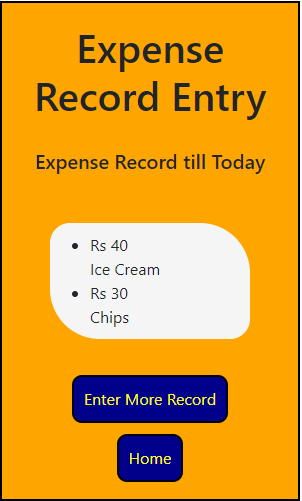 Expense
Record Entry
Expense Record till Today
Rs 40
Ice Cream
Rs 30
Chips
Enter More Record
Home